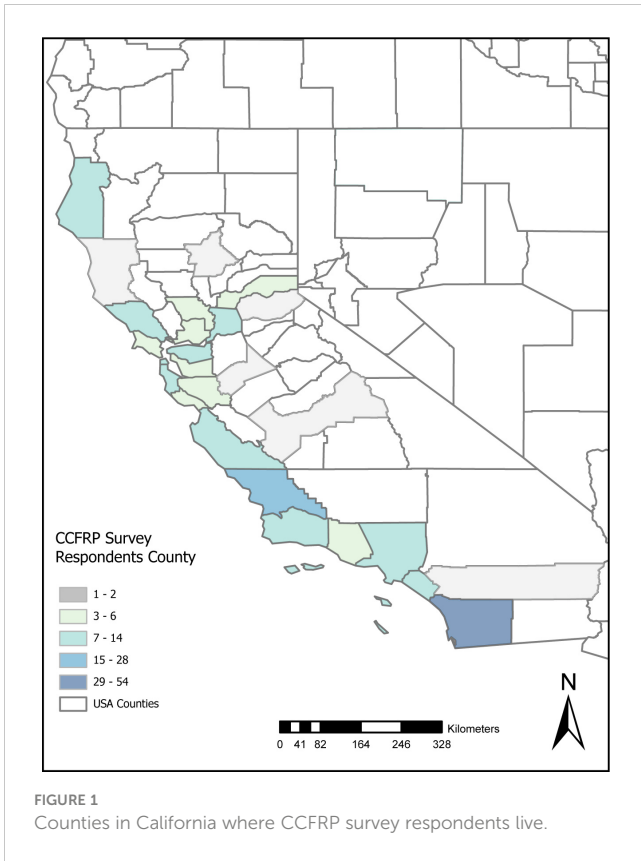 CCFRP Survey
Respondents County
1 - 2
3 - 6
7 - 14
15 - 28
29 - 54
USA Counties
N
Kilometers
0 41 82 164 246 328
FIGURE 1
Counties in California where CCFRP survey respondents live.